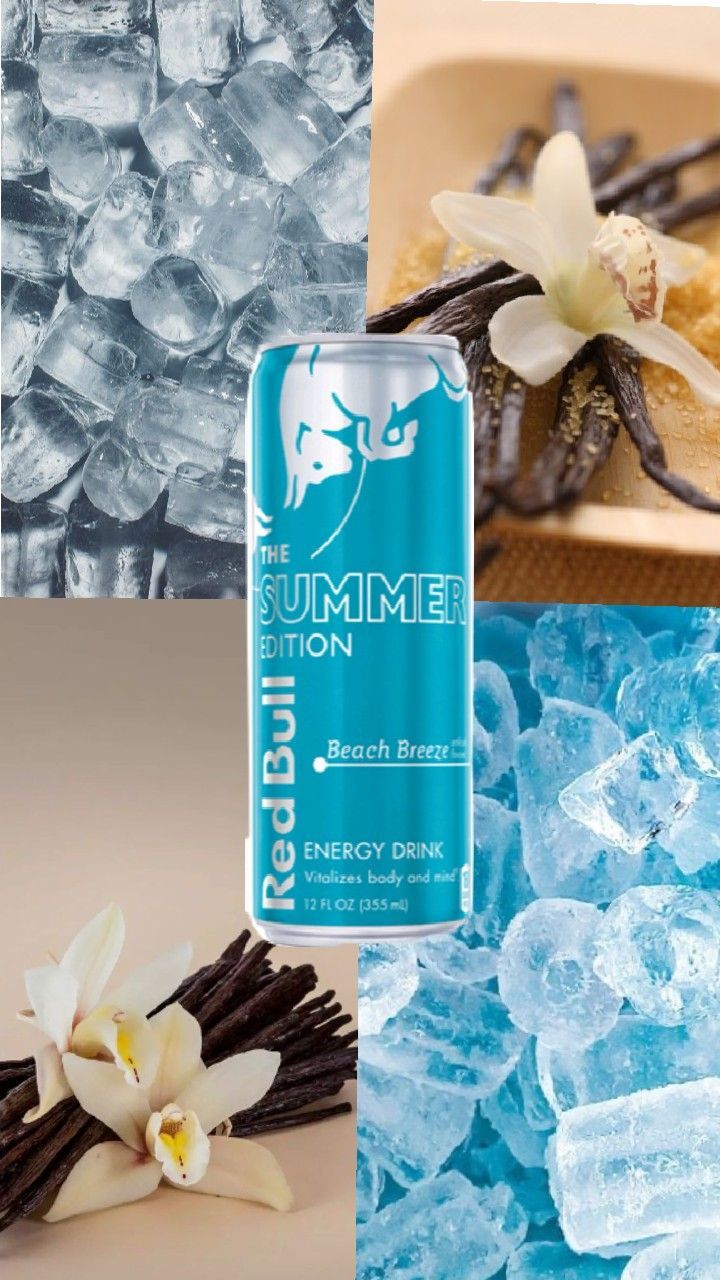 THE
SUMMER
EDITION
Red Bull
Beach Breeze
ENERGY DRINK
Vitalizes body and mind®
12 FL OZ (355 mL)